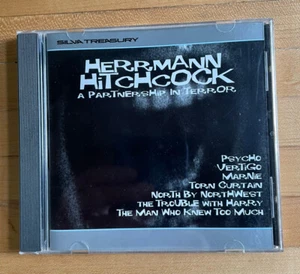 SILVA TREASURY
HERRMANN
HITCHCOCK
A PARTNERSHIP IN TERROR
PSYCHO
VERTIGO
MARNIE
TORN CURTAIN
NORTH BY NORTHWEST
THE TROUBLE WITH HARRY
THE MAN WHO KNEW TOO MUCH